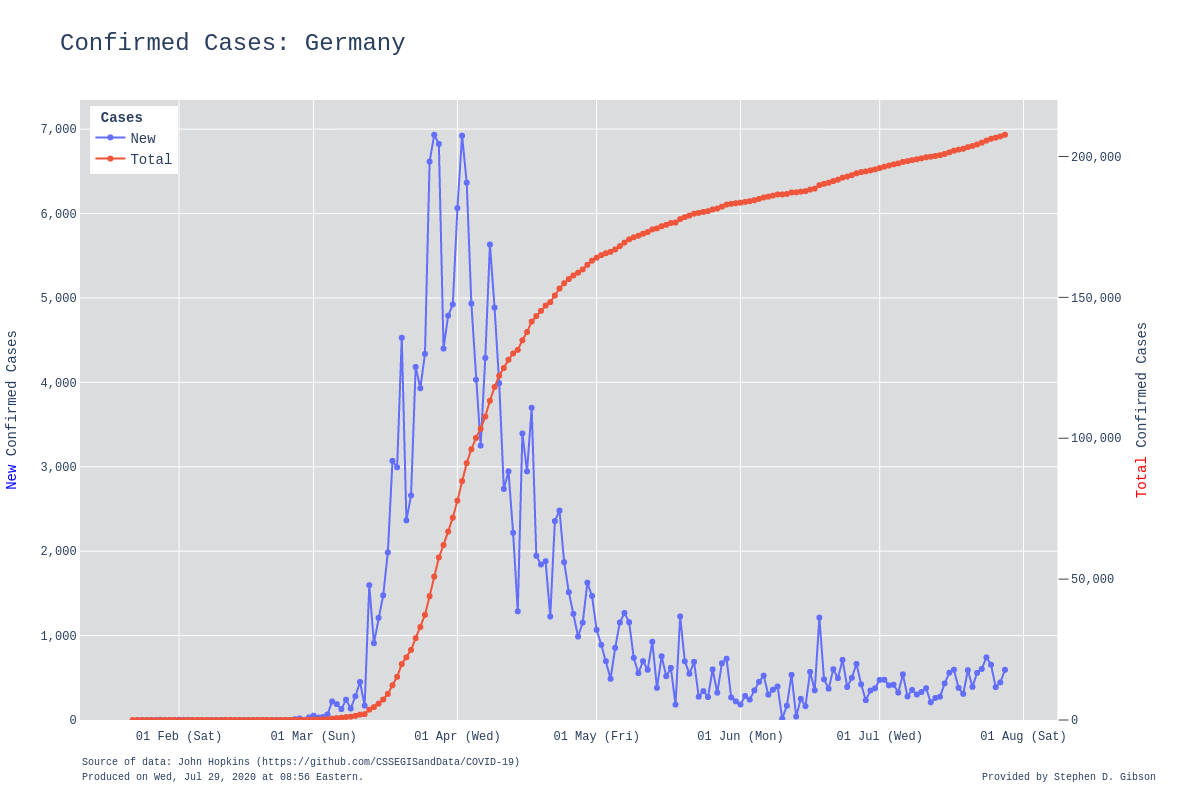 Confirmed Cases: Germany
Cases
New
Total
7,000
6,000
5,000
4,000
3,000
2,000
1,000
0
200,000
150,000
100,000
50,000
0
New Confirmed Cases
Total Confirmed Cases
01 Feb (Sat) 01 Mar (Sun) 01 Apr (Wed) 01 May (Fri) 01 Jun (Mon) 01 Jul (Wed) 01 Aug (Sat)
Source of data: John Hopkins (https://github.com/CSSEGISandData/COVID-19)
Produced on Wed, Jul 29, 2020 at 08:56 Eastern.
Provided by Stephen D. Gibson